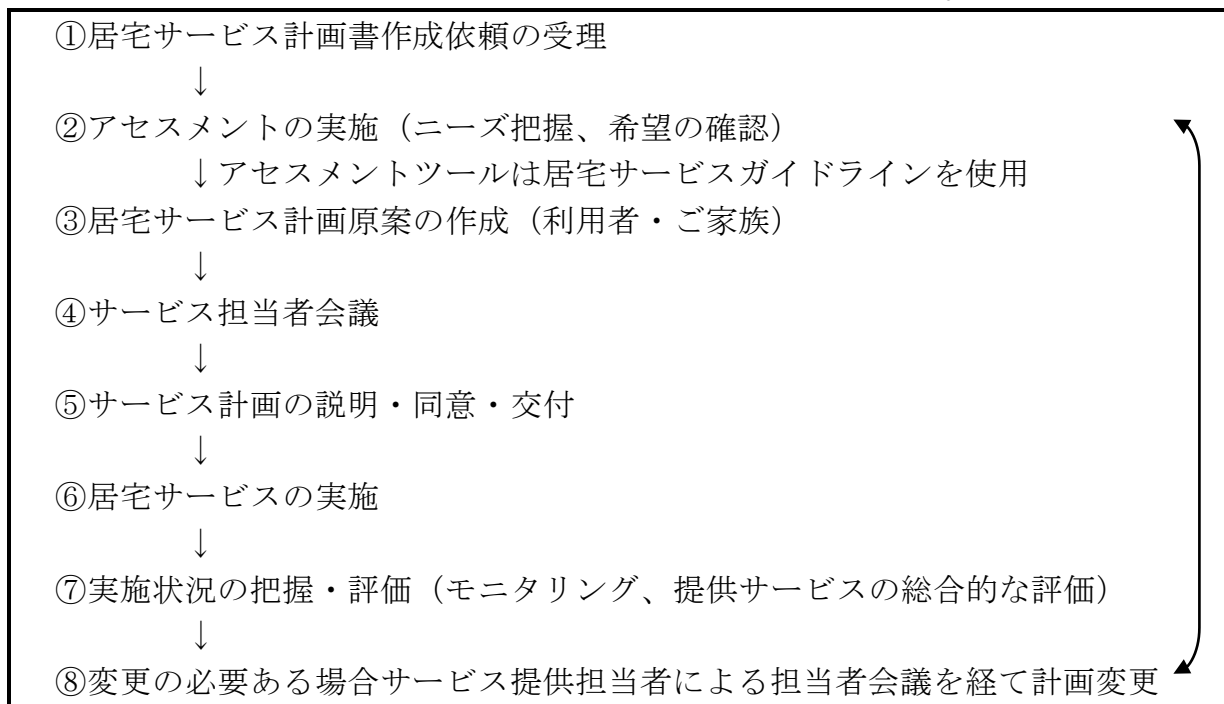 ①居宅サービス計画書作成依頼の受理
↓
②アセスメントの実施（ニーズ把握、希望の確認）
↓アセスメントツールは居宅サービスガイドラインを使用
③居宅サービス計画原案の作成（利用者・ご家族）
↓
④サービス担当者会議
↓
⑤サービス計画の説明・同意・交付
↓
⑥居宅サービスの実施
↓
⑦実施状況の把握・評価（モニタリング、提供サービスの総合的な評価）
↓
⑧変更の必要ある場合サービス提供担当者による担当者会議を経て計画変更